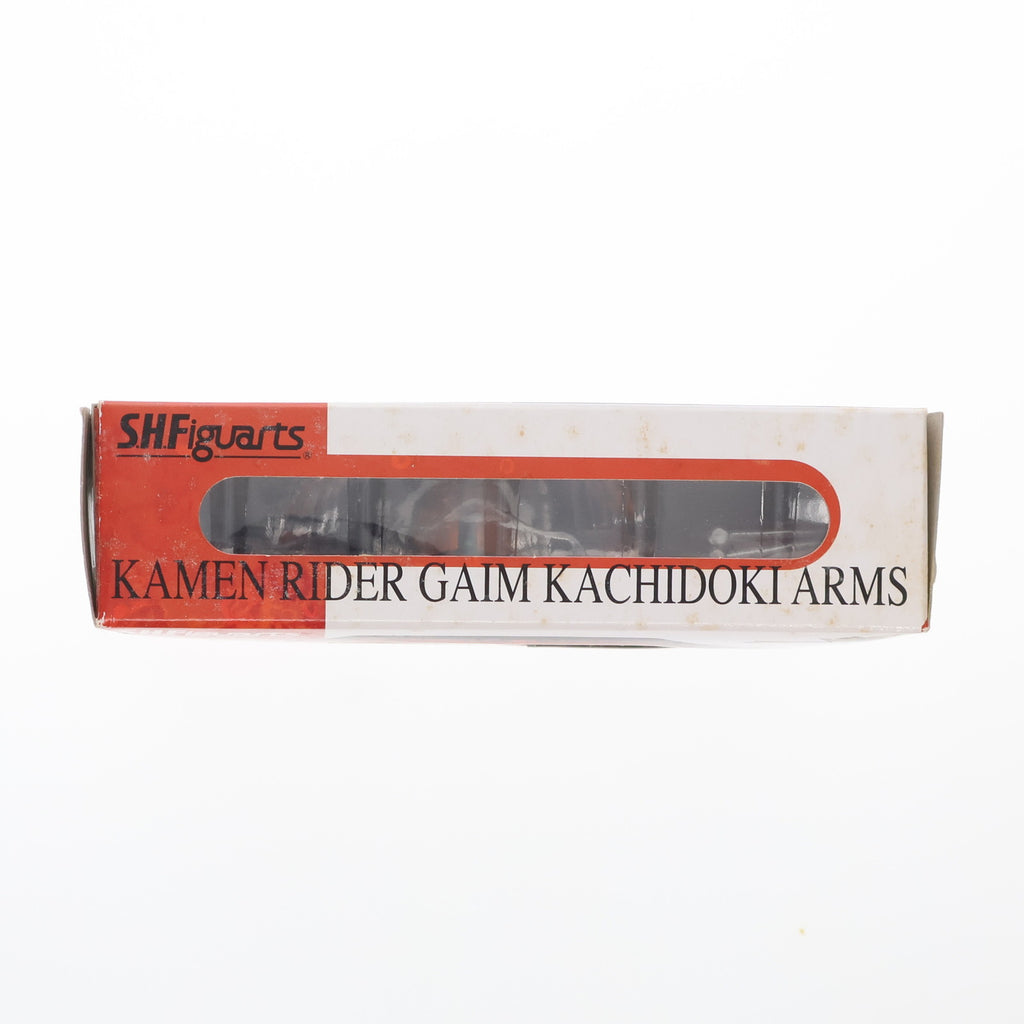 S.H.Figuarts®
KAMEN RIDER GAIM KACHIDOKI ARMS